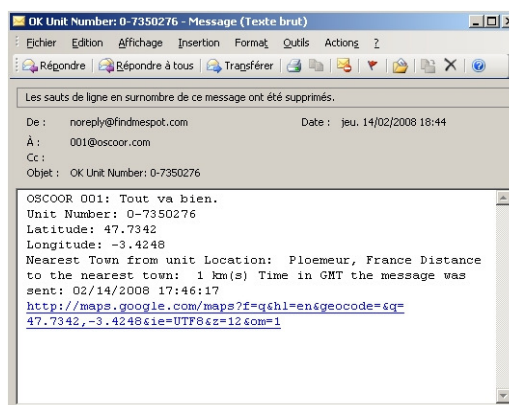 OK Unit Number: 0-7350276 - Message (Texte brut)
Fichier Edition Affichage Insertion Format Outils Actions ?
Répondre Répondre à tous Transférer
Les sauts de ligne en surnombre de ce message ont été supprimés.
De : noreply@findmespot.com Date : jeu. 14/02/2008 18:44
À : 001@oscoor.com
Cc :
Objet : OK Unit Number: 0-7350276
OSCOOR 001: Tout va bien.
Unit Number: 0-7350276
Latitude: 47.7342
Longitude: -3.4248
Nearest Town from unit Location: Ploemeur, France Distance
to the nearest town: 1 km(s) Time in GMT the message was
sent: 02/14/2008 17:46:17
http://maps.google.com/maps?f=q&hl=en&geocode=&q=
47.7342,-3.4248&ie=UTF8&z=12&om=1